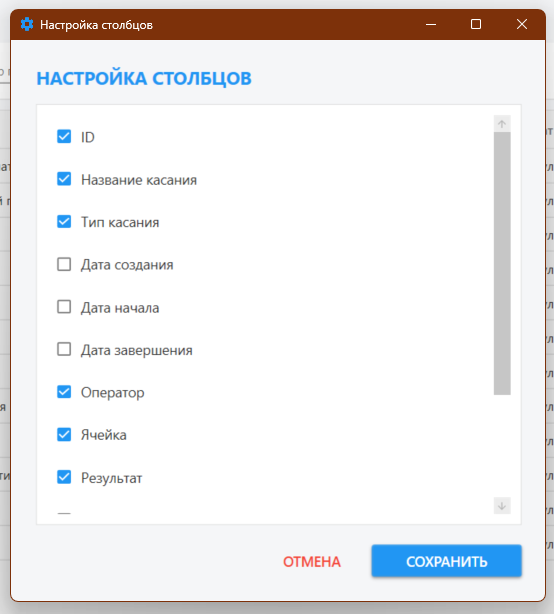 Настройка столбцов
НАСТРОЙКА СТОЛБЦОВ
ID
Название касания
Тип касания
Дата создания
Дата начала
Дата завершения
Оператор
Ячейка
Результат
ОТМЕНА
СОХРАНИТЬ